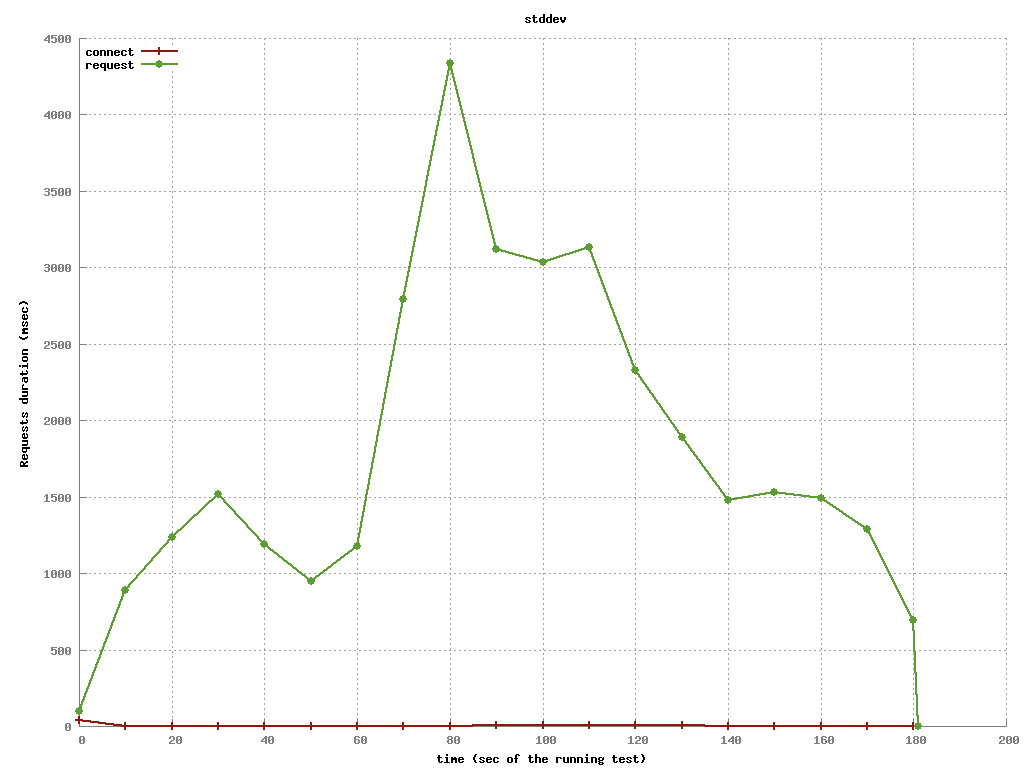 stddev
connect
request
4500
4000
3500
3000
2500
2000
1500
1000
500
0
Requests duration (msec)
0 20 40 60 80 100 120 140 160 180 200
time (sec of the running test)